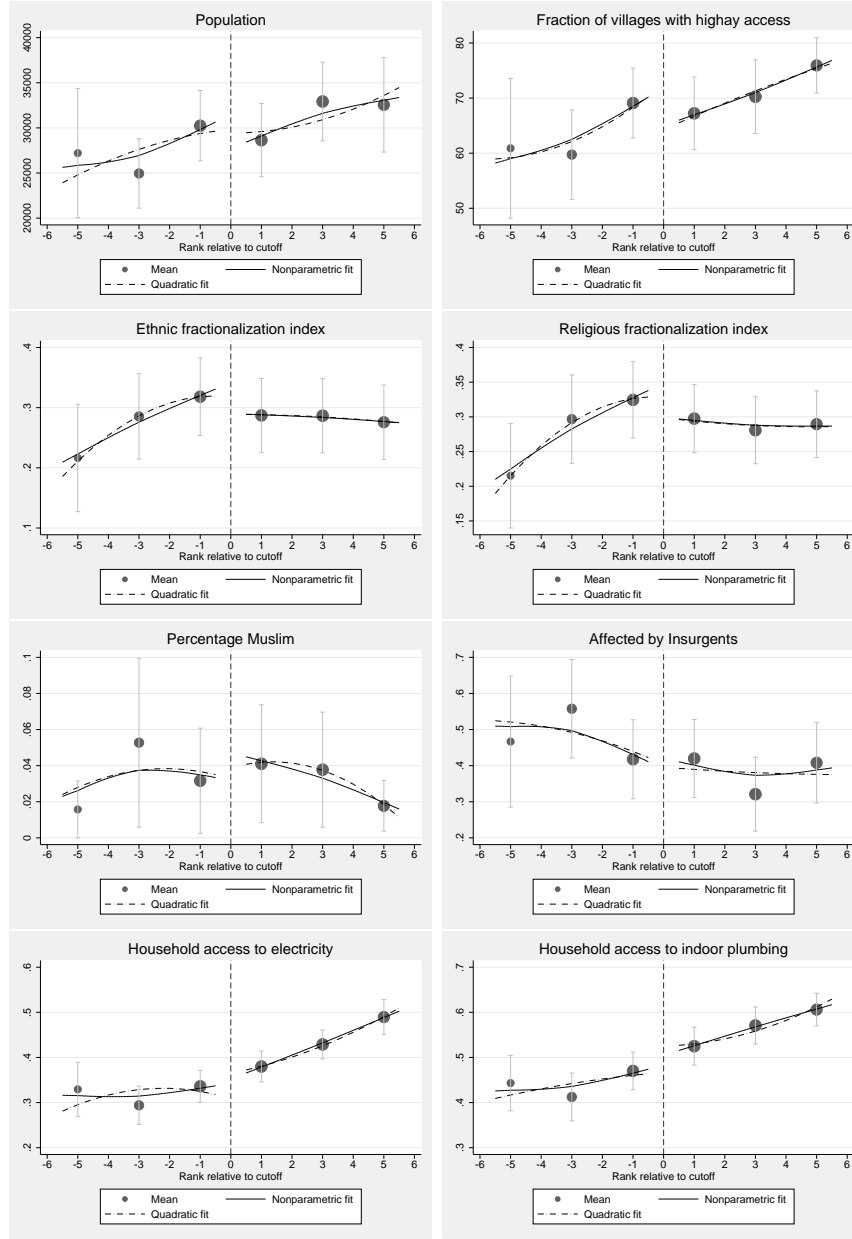 Population
20000 25000 30000 35000 40000
-6 -5 -4 -3 -2 -1 0 1 2 3 4 5 6
Rank relative to cutoff
Mean Nonparametric fit
Quadratic fit
Fraction of villages with highay access
50 60 70 80
-6 -5 -4 -3 -2 -1 0 1 2 3 4 5 6
Rank relative to cutoff
Mean Nonparametric fit
Quadratic fit
Ethnic fractionalization index
.1 .2 .3 .4
-6 -5 -4 -3 -2 -1 0 1 2 3 4 5 6
Rank relative to cutoff
Mean Nonparametric fit
Quadratic fit
Religious fractionalization index
.15 .2 .25 .3 .35 .4
-6 -5 -4 -3 -2 -1 0 1 2 3 4 5 6
Rank relative to cutoff
Mean Nonparametric fit
Quadratic fit
Percentage Muslim
0 .02 .04 .06 .08 .1
-6 -5 -4 -3 -2 -1 0 1 2 3 4 5 6
Rank relative to cutoff
Mean Nonparametric fit
Quadratic fit
Affected by Insurgents
.2 .3 .4 .5 .6 .7
-6 -5 -4 -3 -2 -1 0 1 2 3 4 5 6
Rank relative to cutoff
Mean Nonparametric fit
Quadratic fit
Household access to electricity
.2 .3 .4 .5 .6
-6 -5 -4 -3 -2 -1 0 1 2 3 4 5 6
Rank relative to cutoff
Mean Nonparametric fit
Quadratic fit
Household access to indoor plumbing
.3 .4 .5 .6 .7
-6 -5 -4 -3 -2 -1 0 1 2 3 4 5 6
Rank relative to cutoff
Mean Nonparametric fit
Quadratic fit